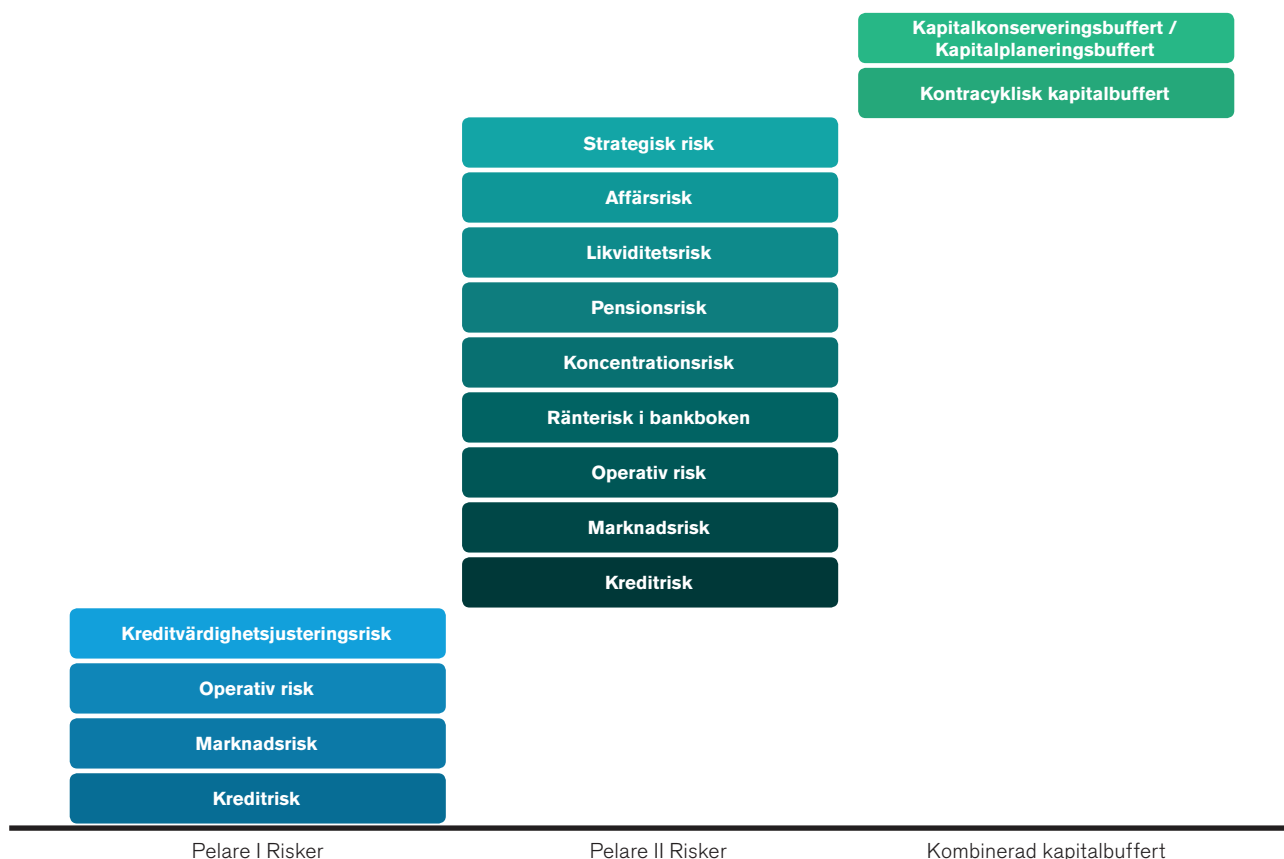 Kapitalkonserveringsbuffert /
Kapitalplaneringsbuffert
Kontracyklisk kapitalbuffert
Strategisk risk
Affärsrisk
Likviditetsrisk
Pensionsrisk
Koncentrationsrisk
Ränterisk i bankboken
Operativ risk
Marknadsrisk
Kreditrisk
Kreditvärdighetsjusteringsrisk
Operativ risk
Marknadsrisk
Kreditrisk
Pelare I Risker
Pelare II Risker
Kombinerad kapitalbuffert